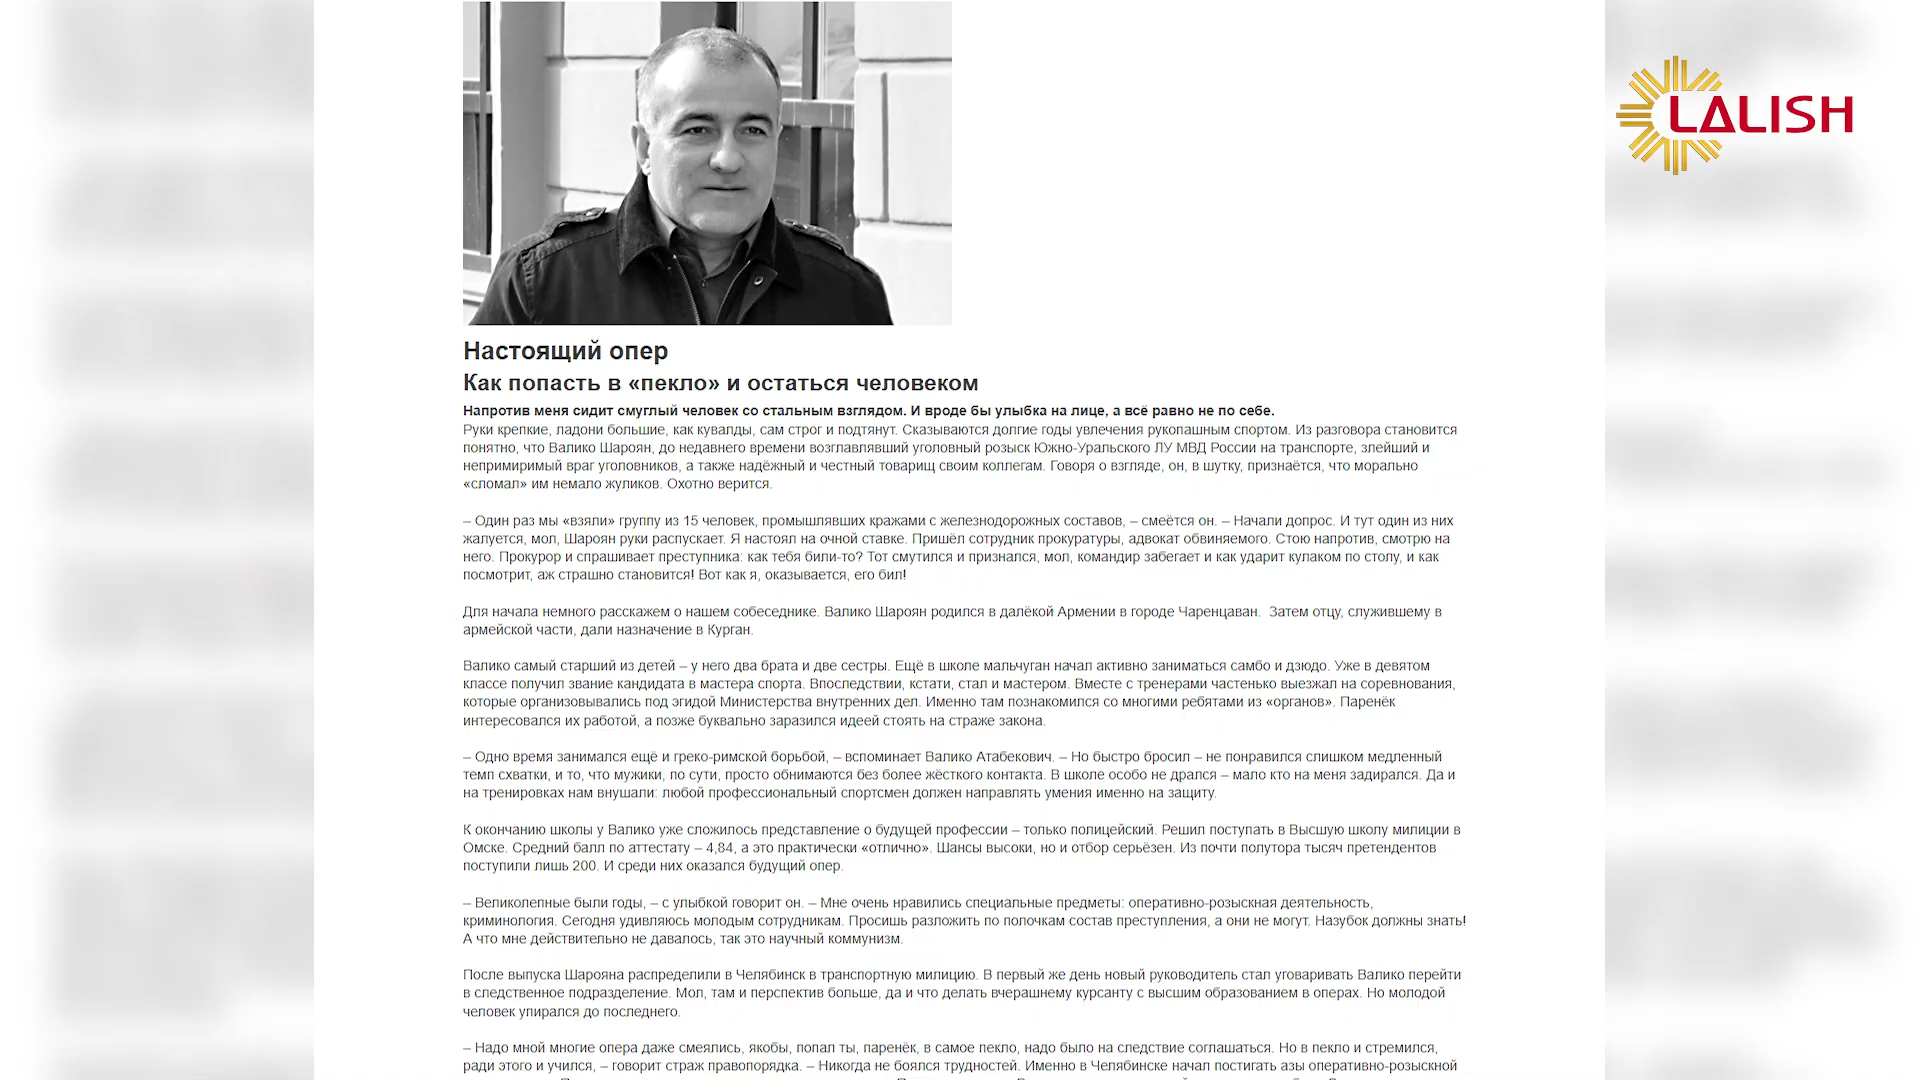 LALISH
Настоящий опер
Как попасть в «пекло» и остаться человеком
Напротив меня сидит смуглый человек со стальным взглядом. И вроде бы улыбка на лице, а всё равно не по себе.
Руки крепкие, ладони большие, как кувалды, сам строг и подтянут. Сказываются долгие годы увлечения рукопашным спортом. Из разговора становится
понятно, что Валико Шароян, до недавнего времени возглавлявший уголовный розыск Южно-Уральского ЛУ МВД России на транспорте, злейший и
непримиримый враг уголовников, а также надёжный и честный товарищ своим коллегам. Говоря о взгляде, он, в шутку, признаётся, что морально
«сломал» им немало жуликов. Охотно верится.
– Один раз мы «взяли» группу из 15 человек, промышлявших кражами с железнодорожных составов, – смеётся он. – Начали допрос. И тут один из них
жалуется, мол, Шароян руки распускает. Я настоял на очной ставке. Пришёл сотрудник прокуратуры, адвокат обвиняемого. Стою напротив, смотрю на
него. Прокурор и спрашивает преступника: как тебя били-то? Тот смутился и признался, мол, командир забегает и как ударит кулаком по столу, и как
посмотрит, аж страшно становится! Вот как я, оказывается, его бил!
Для начала немного расскажем о нашем собеседнике. Валико Шароян родился в далёкой Армении в городе Чаренцаван. Затем отцу, служившему в
армейской части, дали назначение в Курган.
Валико самый старший из детей – у него два брата и две сестры. Ещё в школе мальчуган начал активно заниматься самбо и дзюдо. Уже в девятом
классе получил звание кандидата в мастера спорта. Впоследствии, кстати, стал и мастером. Вместе с тренерами частенько выезжал на соревнования,
которые организовывались под эгидой Министерства внутренних дел. Именно там познакомился со многими ребятами из «органов». Паренёк
интересовался их работой, а позже буквально заразился идеей стоять на страже закона.
– Одно время занимался ещё и греко-римской борьбой, – вспоминает Валико Атабекович. – Но быстро бросил – не понравился слишком медленный
темп схватки, и то, что мужики, по сути, просто обнимаются без более жёсткого контакта. В школе особо не дрался – мало кто на меня задирался. Да и
на тренировках нам внушали: любой профессиональный спортсмен должен направлять умения именно на защиту.
К окончанию школы у Валико уже сложилось представление о будущей профессии – только полицейский. Решил поступать в Высшую школу милиции в
Омске. Средний балл по аттестату – 4,84, а это практически «отлично». Шансы высоки, но и отбор серьёзен. Из почти полутора тысяч претендентов
поступили лишь 200. И среди них оказался будущий опер.
– Великолепные были годы, – с улыбкой говорит он. – Мне очень нравились специальные предметы: оперативно-розыскная деятельность,
криминология. Сегодня удивляюсь молодым сотрудникам. Просишь разложить по полочкам состав преступления, а они не могут. Назубок должны знать!
А что мне действительно не давалось, так это научный коммунизм.
После выпуска Шарояна распределили в Челябинск в транспортную милицию. В первый же день новый руководитель стал уговаривать Валико перейти
в следственное подразделение. Мол, там и перспектив больше, да и что делать вчерашнему курсанту с высшим образованием в операх. Но молодой
человек упирался до последнего.
– Надо мной многие опера даже смеялись, якобы, попал ты, паренёк, в самое пекло, надо было на следствие соглашаться. Но в пекло и стремился,
ради этого и учился, – говорит страж правопорядка. – Никогда не боялся трудностей. Именно в Челябинске начал постигать азы оперативно-розыскной